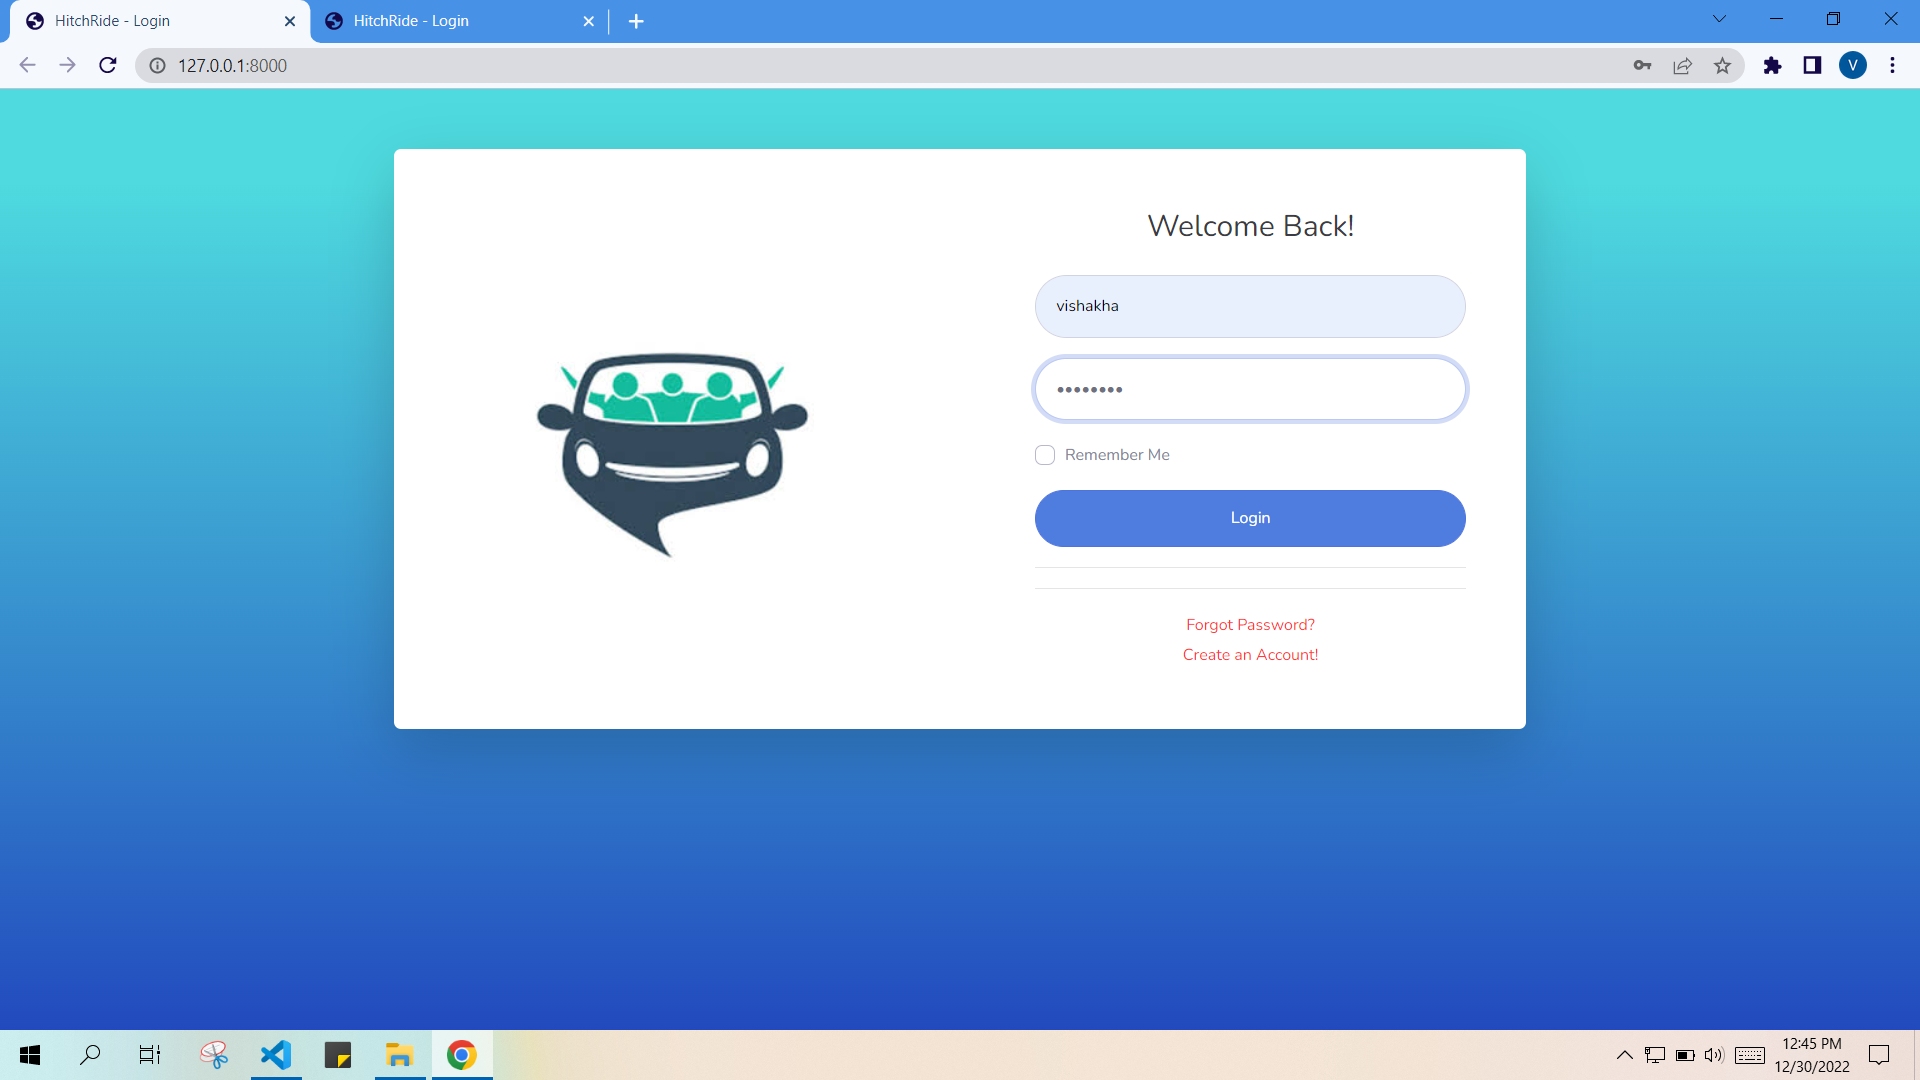 HitchRide - Login
HitchRide - Login
127.0.0.1:8000
V
Welcome Back!
vishakha
••••••••
Remember Me
Login
Forgot Password?
Create an Account!
12:45 PM
12/30/2022